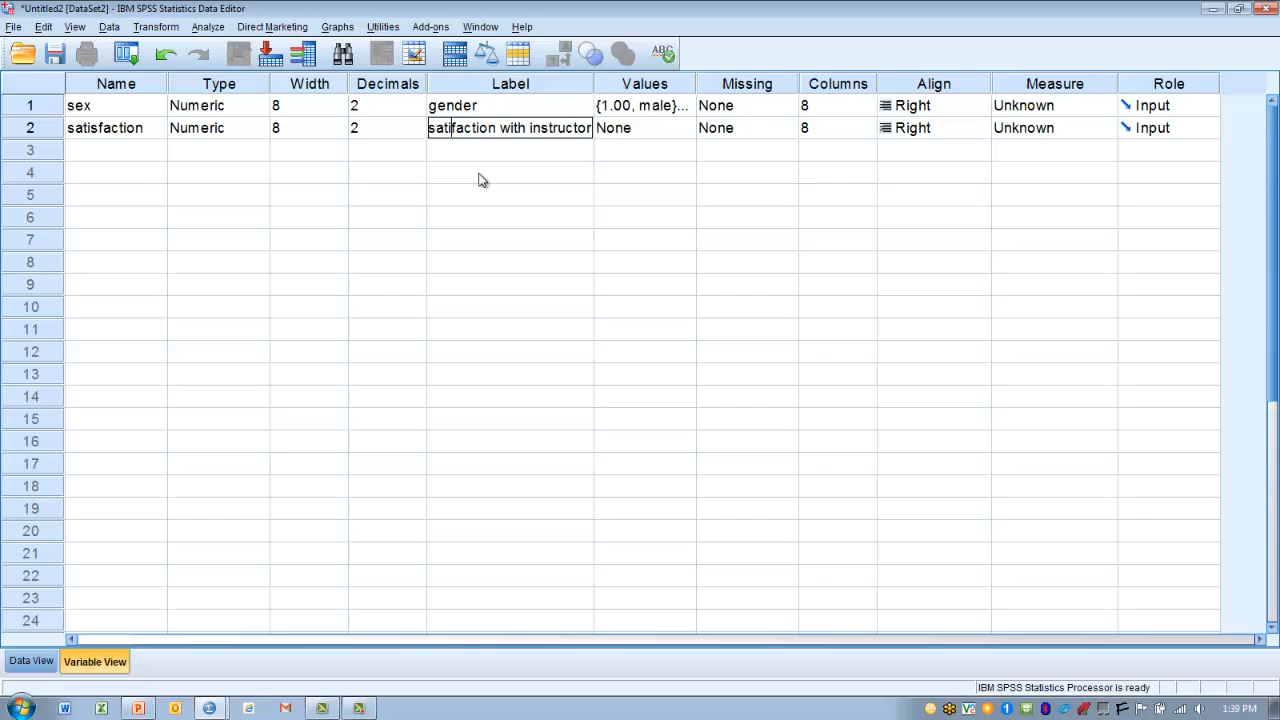 *Untitled2 [DataSet2] - IBM SPSS Statistics Data Editor
File Edit View Data Transform Analyze Direct Marketing Graphs Utilities Add-ons Window Help
Name Type Width Decimals Label Values Missing Columns Align Measure Role
1 sex Numeric 8 2 gender {1.00, male}... None 8 Right Unknown Input
2 satisfaction Numeric 8 2 satifaction with instructor None None 8 Right Unknown Input
3
4
5
6
7
8
9
10
11
12
13
14
15
16
17
18
19
20
21
22
23
24
Data View Variable View
IBM SPSS Statistics Processor is ready
1:39 PM